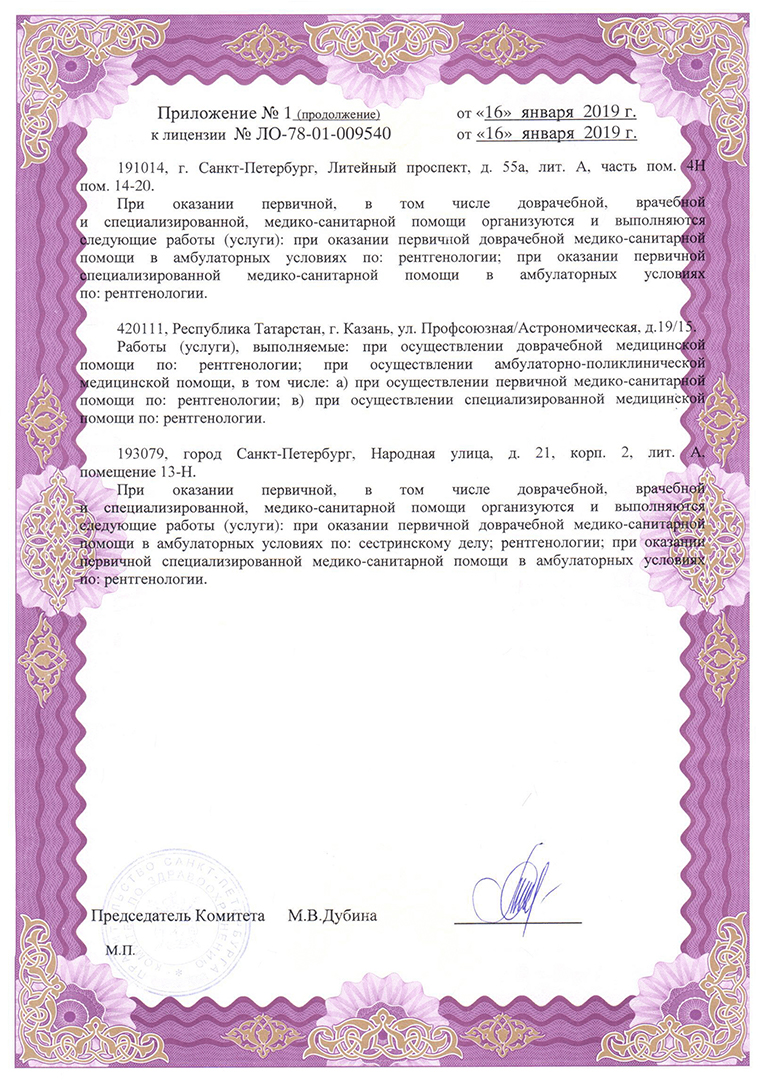 Приложение № 1 (продолжение) от «16» января 2019 г.
к лицензии № ЛО-78-01-009540 от «16» января 2019 г.
191014, г. Санкт-Петербург, Литейный проспект, д. 55а, лит. А, часть пом. 4Н
пом. 14-20.
При оказании первичной, в том числе доврачебной, врачебной
и специализированной, медико-санитарной помощи организуются и выполняются
следующие работы (услуги): при оказании первичной доврачебной медико-санитарной
помощи в амбулаторных условиях по: рентгенологии; при оказании первичной
специализированной медико-санитарной помощи в амбулаторных условиях
по: рентгенологии.
420111, Республика Татарстан, г. Казань, ул. Профсоюзная/Астрономическая, д.19/15.
Работы (услуги), выполняемые: при осуществлении доврачебной медицинской
помощи по: рентгенологии; при осуществлении амбулаторно-поликлинической
медицинской помощи, в том числе: а) при осуществлении первичной медико-санитарной
помощи по: рентгенологии; в) при осуществлении специализированной медицинской
помощи по: рентгенологии.
193079, город Санкт-Петербург, Народная улица, д. 21, корп. 2, лит. А,
помещение 13-Н.
При оказании первичной, в том числе доврачебной, врачебной
и специализированной, медико-санитарной помощи организуются и выполняются
следующие работы (услуги): при оказании первичной доврачебной медико-санитарной
помощи в амбулаторных условиях по: сестринскому делу; рентгенологии; при оказании
первичной специализированной медико-санитарной помощи в амбулаторных условиях
по: рентгенологии.
Председатель Комитета М.В.Дубина
М.П.
ПРАВИТЕЛЬСТВО САНКТ-ПЕТЕРБУРГА
КОМИТЕТ ПО ЗДРАВООХРАНЕНИЮ